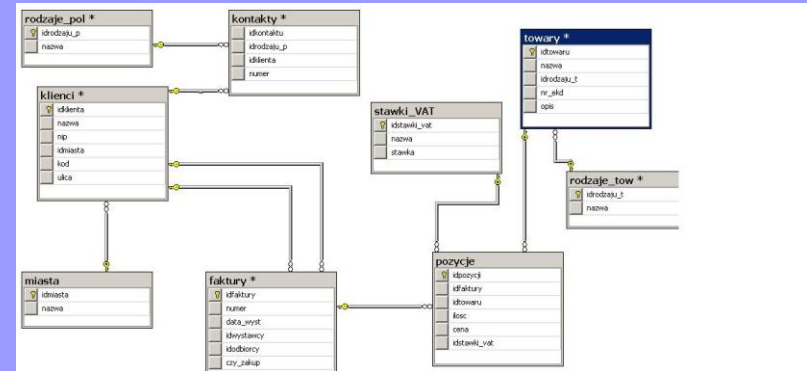 rodzaje_pol *
idrodzaju_p
nazwa
kontakty *
idkontaktu
idrodzaju_p
idklienta
numer
towary *
idtowaru
nazwa
idrodzaju_t
nr_ekd
opis
klienci *
idklienta
nazwa
nip
idmiasta
kod
ulica
stawki_VAT
idstawki_vat
nazwa
stawka
rodzaje_tow *
idrodzaju_t
nazwa
miasta
idmiasta
nazwa
faktury *
idfaktury
numer
data_wyst
idwystawcy
idodbiorcy
czy_zakup
pozycje
idpozycji
idfaktury
idtowaru
ilosc
cena
idstawki_vat